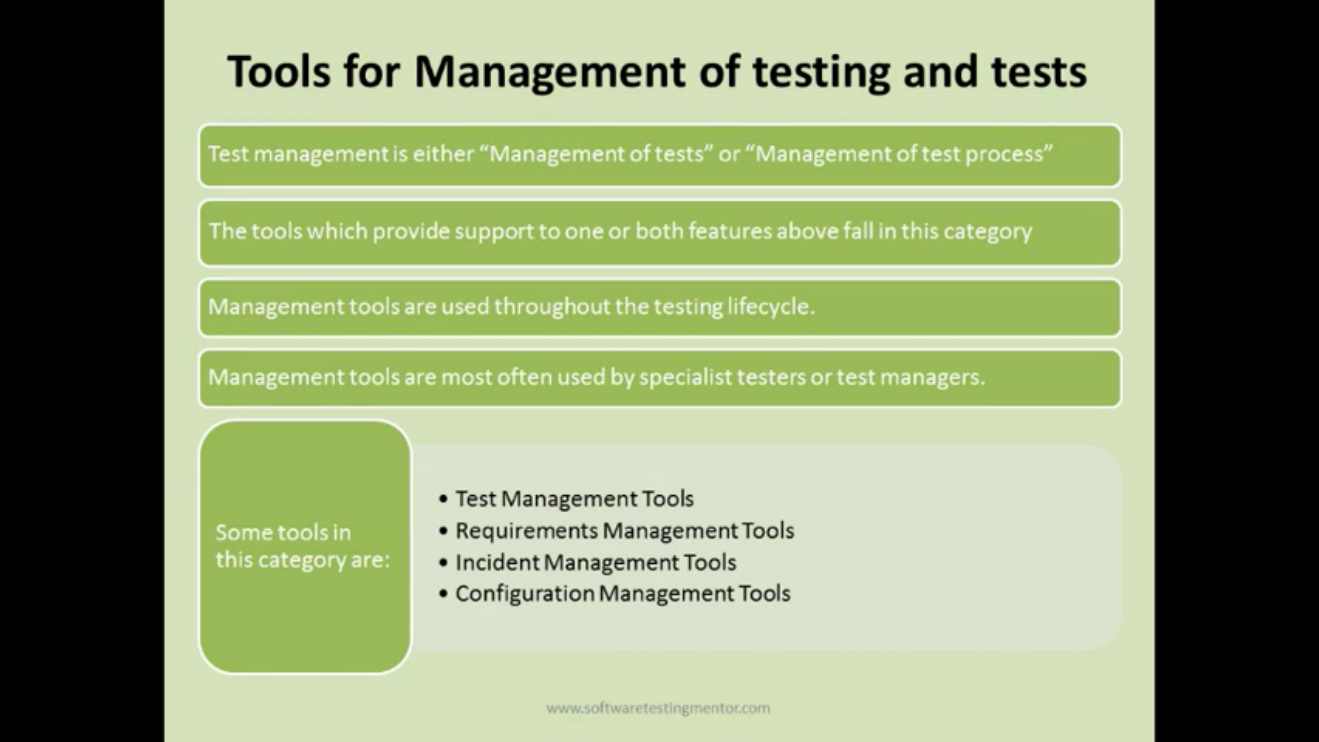 Tools for Management of testing and tests
Test management is either “Management of tests” or “Management of test process”
The tools which provide support to one or both features above fall in this category
Management tools are used throughout the testing lifecycle.
Management tools are most often used by specialist testers or test managers.
Some tools in
this category are:
• Test Management Tools
• Requirements Management Tools
• Incident Management Tools
• Configuration Management Tools
www.softwaretestingmentor.com